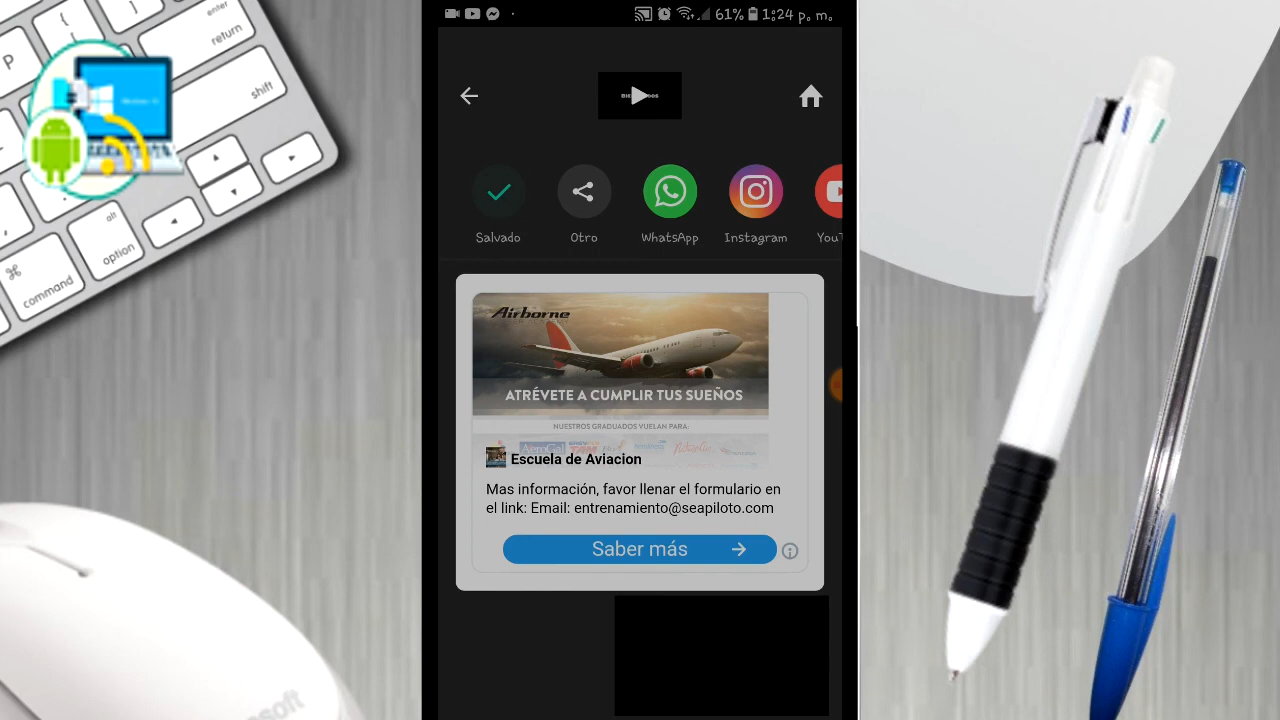 61% 1:24 p. m.
Salvado
Otro
WhatsApp
Instagram
YouT
Airborne
ATRÉVETE A CUMPLIR TUS SUEÑOS
NUESTROS GRADUADOS VUELAN PARA:
Escuela de Aviacion
Mas información, favor llenar el formulario en
el link: Email: entrenamiento@seapiloto.com
Saber más
P
{
[
}
]
enter
return
shift
alt
option
⌘
command